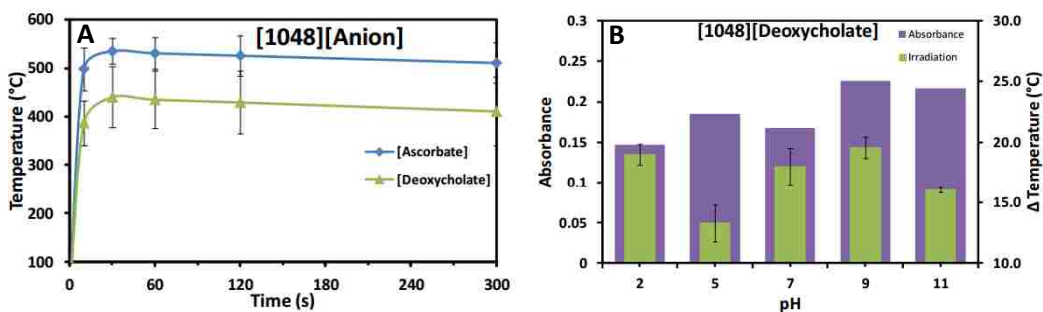 A
[1048][Anion]
600
500
400
300
200
100
Temperature (°C)
[Ascorbate]
[Deoxycholate]
0
60
120
180
240
300
Time (s)
B
[1048][Deoxycholate]
Absorbance
Irradiation
0.3
0.25
0.2
0.15
0.1
0.05
0
Absorbance
30.0
25.0
20.0
15.0
10.0
Δ Temperature (°C)
2
5
7
9
11
pH